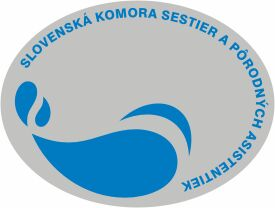 SLOVENSKÁ KOMORA SESTIER A PÔRODNÝCH ASISTENTIEK